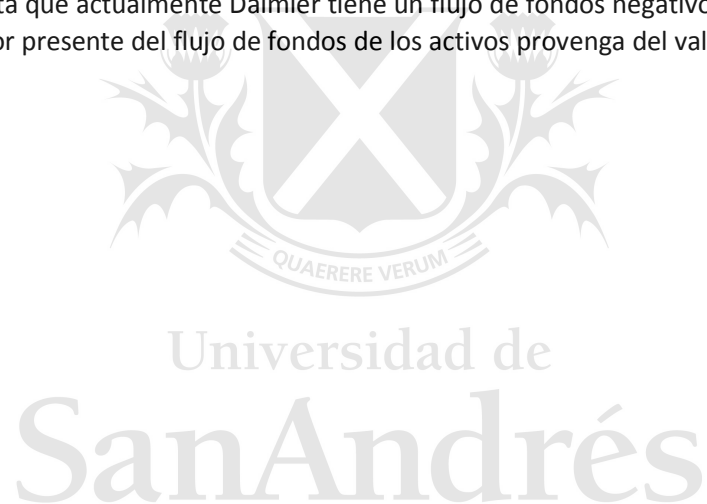 ta que actualmente Daimler tiene un flujo de fondos negativo
or presente del flujo de fondos de los activos provenga del val
QUAERERE VERUM
Universidad de
SanAndrés